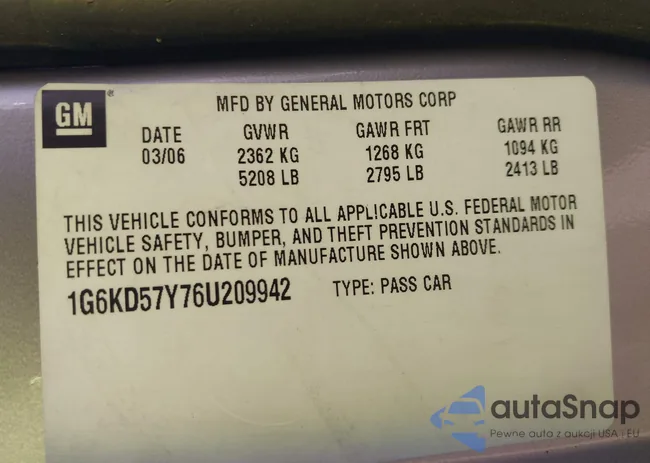 GM ®
MFD BY GENERAL MOTORS CORP
DATE GVWR GAWR FRT GAWR RR
03/06 2362 KG 1268 KG 1094 KG
5208 LB 2795 LB 2413 LB
THIS VEHICLE CONFORMS TO ALL APPLICABLE U.S. FEDERAL MOTOR
VEHICLE SAFETY, BUMPER, AND THEFT PREVENTION STANDARDS IN
EFFECT ON THE DATE OF MANUFACTURE SHOWN ABOVE.
1G6KD57Y76U209942 TYPE: PASS CAR
autaSnap
Pewne auta z aukcji USA i EU